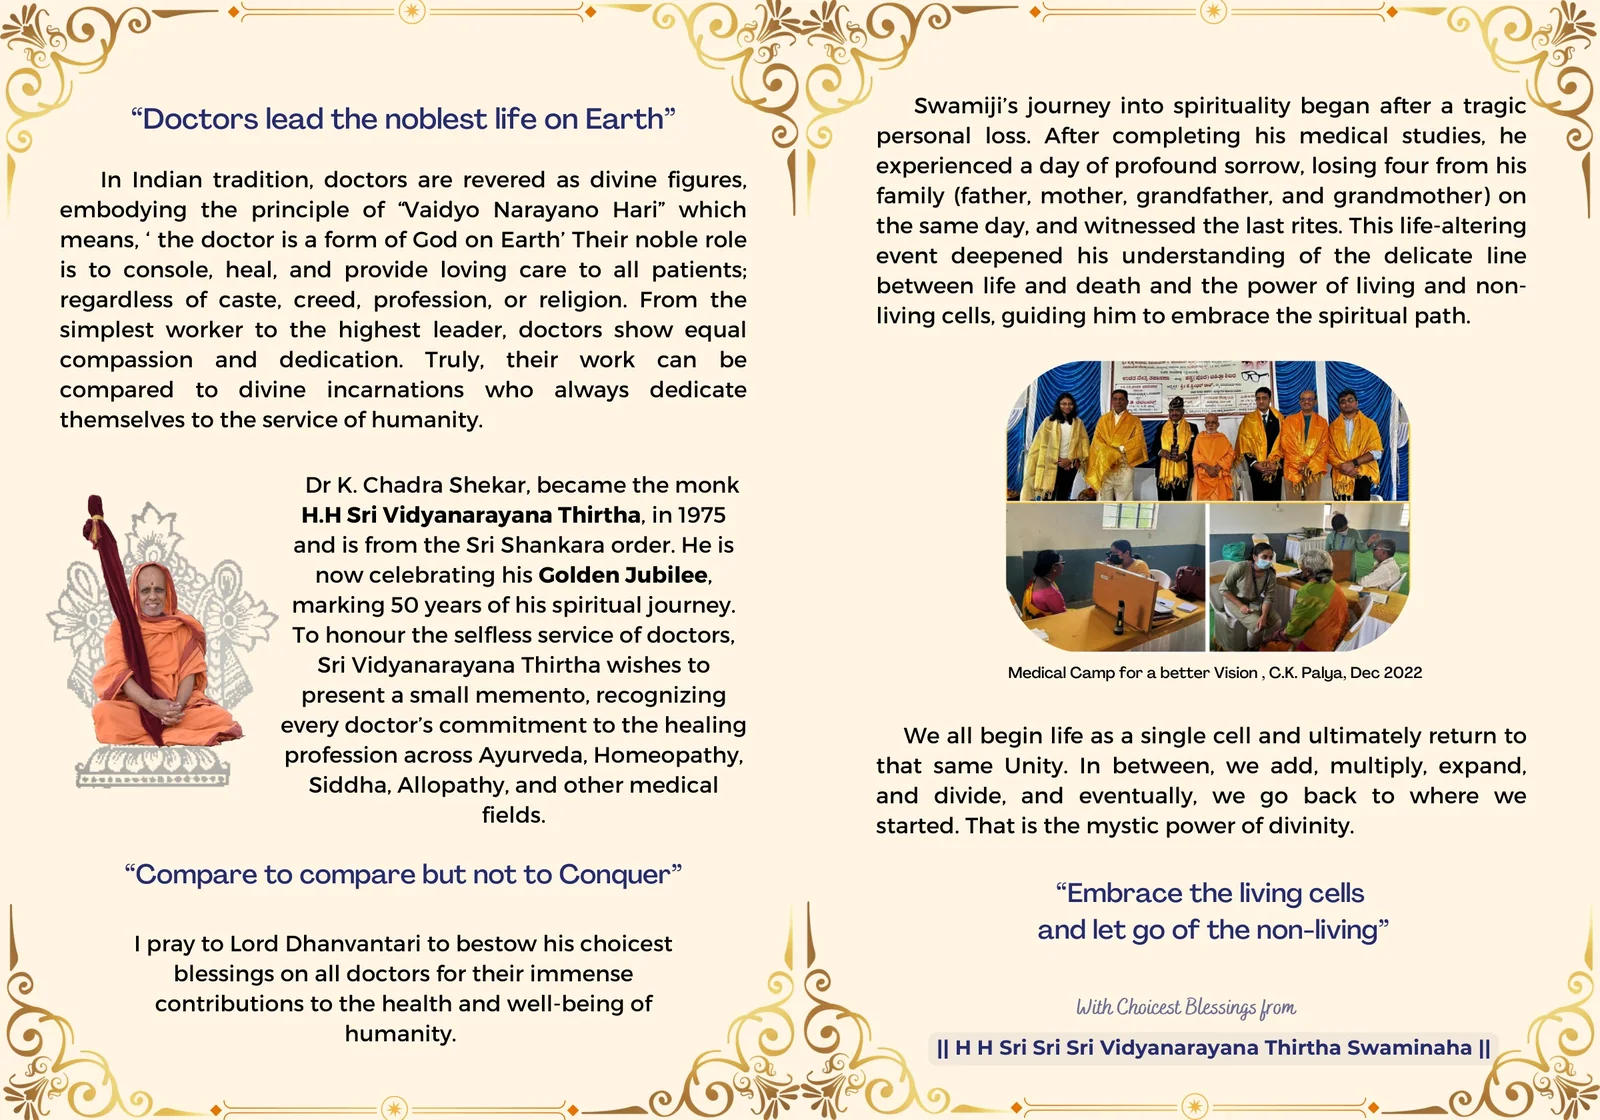 “Doctors lead the noblest life on Earth”
In Indian tradition, doctors are revered as divine figures,
embodying the principle of “Vaidyo Narayano Hari” which
means, ‘ the doctor is a form of God on Earth’ Their noble role
is to console, heal, and provide loving care to all patients;
regardless of caste, creed, profession, or religion. From the
simplest worker to the highest leader, doctors show equal
compassion and dedication. Truly, their work can be
compared to divine incarnations who always dedicate
themselves to the service of humanity.
Dr K. Chadra Shekar, became the monk
H.H Sri Vidyanarayana Thirtha, in 1975
and is from the Sri Shankara order. He is
now celebrating his Golden Jubilee,
marking 50 years of his spiritual journey.
To honour the selfless service of doctors,
Sri Vidyanarayana Thirtha wishes to
present a small memento, recognizing
every doctor’s commitment to the healing
profession across Ayurveda, Homeopathy,
Siddha, Allopathy, and other medical
fields.
“Compare to compare but not to Conquer”
I pray to Lord Dhanvantari to bestow his choicest
blessings on all doctors for their immense
contributions to the health and well-being of
humanity.
Swamiji’s journey into spirituality began after a tragic
personal loss. After completing his medical studies, he
experienced a day of profound sorrow, losing four from his
family (father, mother, grandfather, and grandmother) on
the same day, and witnessed the last rites. This life-altering
event deepened his understanding of the delicate line
between life and death and the power of living and non-
living cells, guiding him to embrace the spiritual path.
Medical Camp for a better Vision , C.K. Palya, Dec 2022
We all begin life as a single cell and ultimately return to
that same Unity. In between, we add, multiply, expand,
and divide, and eventually, we go back to where we
started. That is the mystic power of divinity.
“Embrace the living cells
and let go of the non-living”
With Choicest Blessings from
|| H H Sri Sri Sri Vidyanarayana Thirtha Swaminaha ||